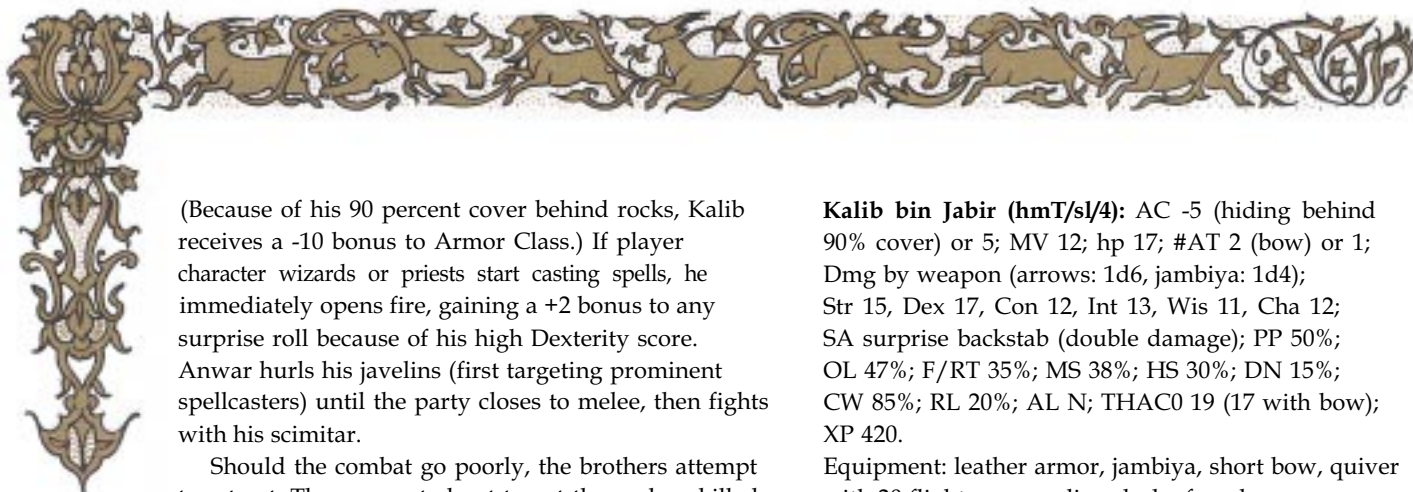 (Because of his 90 percent cover behind rocks, Kalib
receives a -10 bonus to Armor Class.) If player
character wizards or priests start casting spells, he
immediately opens fire, gaining a +2 bonus to any
surprise roll because of his high Dexterity score.
Anwar hurls his javelins (first targeting prominent
spellcasters) until the party closes to melee, then fights
with his scimitar.
Should the combat go poorly, the brothers attempt
Kalib bin Jabir (hmT/sl/4): AC -5 (hiding behind
90% cover) or 5; MV 12; hp 17; #AT 2 (bow) or 1;
Dmg by weapon (arrows: 1d6, jambiya: 1d4);
Str 15, Dex 17, Con 12, Int 13, Wis 11, Cha 12;
SA surprise backstab (double damage); PP 50%;
OL 47%; F/RT 35%; MS 38%; HS 30%; DN 15%;
CW 85%; RL 20%; AL N; THAC0 19 (17 with bow);
XP 420.
Equipment: leather armor, jambiya, short bow, quiver